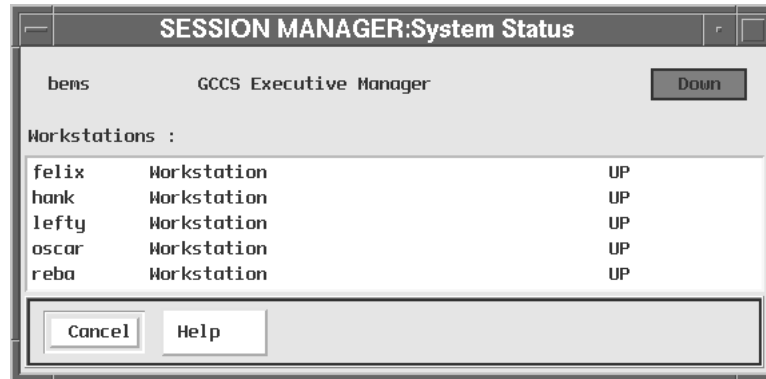 SESSION MANAGER:System Status
bems GCCS Executive Manager Down
Workstations :
felix Workstation UP
hank Workstation UP
lefty Workstation UP
oscar Workstation UP
reba Workstation UP
Cancel Help